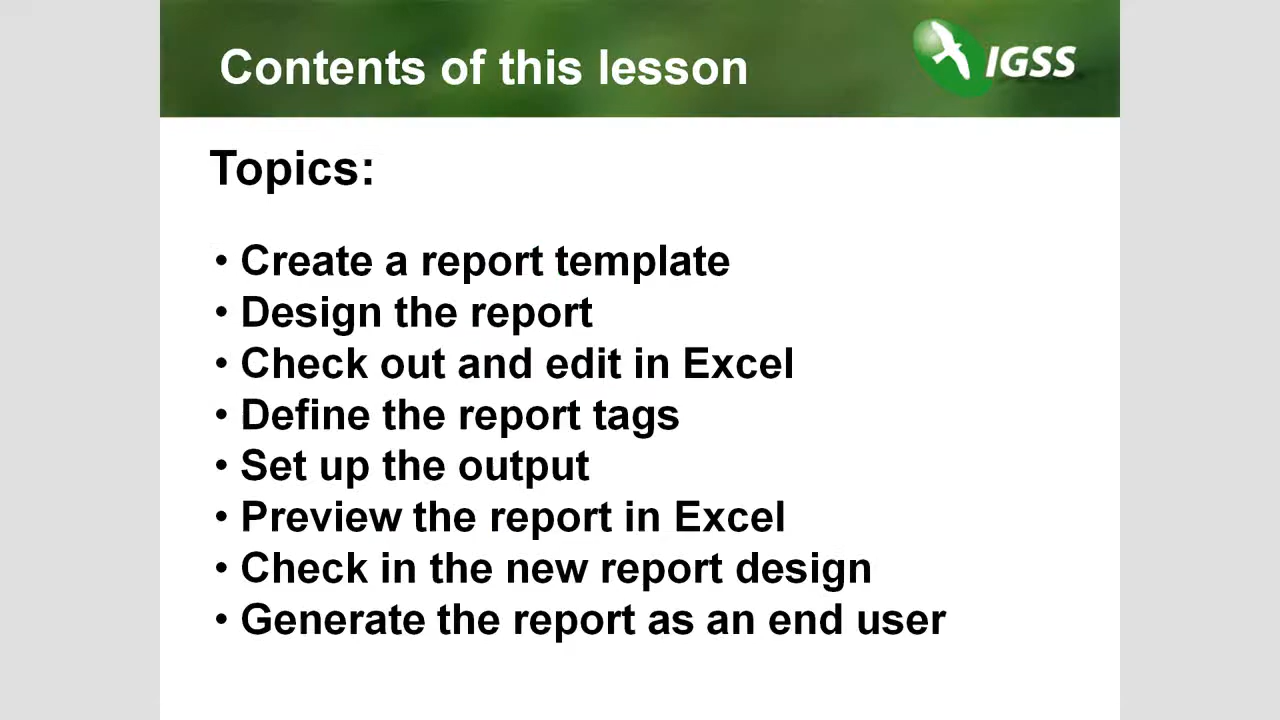 Contents of this lesson
IGSS
Topics:
• Create a report template
• Design the report
• Check out and edit in Excel
• Define the report tags
• Set up the output
• Preview the report in Excel
• Check in the new report design
• Generate the report as an end user